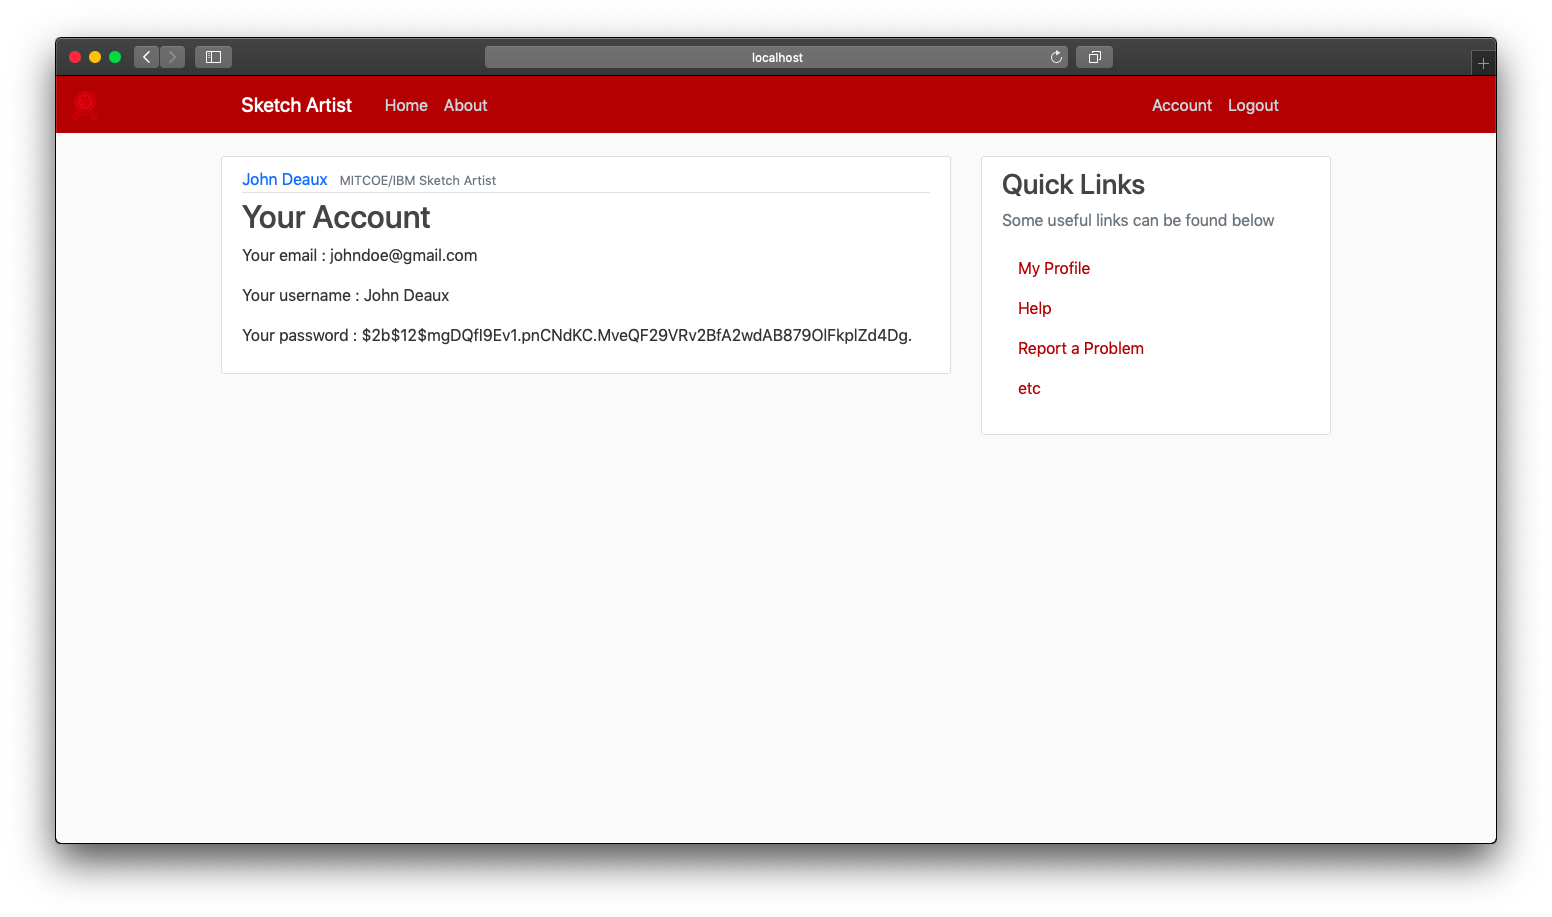 localhost
Sketch Artist Home About Account Logout
John Deaux MITCOE/IBM Sketch Artist
Your Account
Your email : johndoe@gmail.com
Your username : John Deaux
Your password : $2b$12$mgDQfI9Ev1.pnCNdKC.MveQF29VRv2BfA2wdAB879OlFkplZd4Dg.
Quick Links
Some useful links can be found below
My Profile
Help
Report a Problem
etc